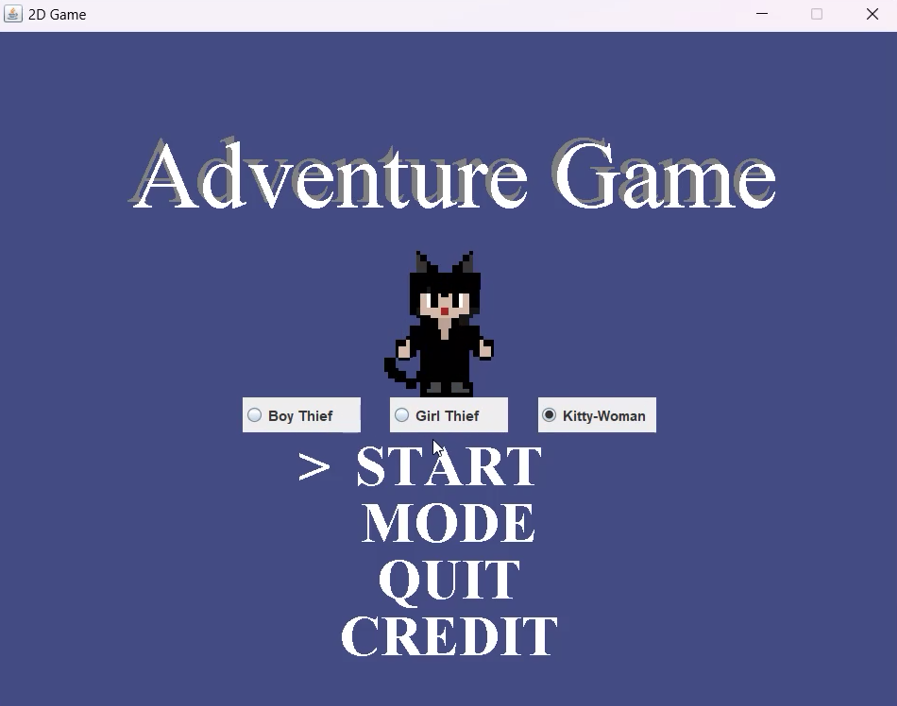 2D Game
Adventure Game
Boy Thief
Girl Thief
Kitty-Woman
> START
MODE
QUIT
CREDIT